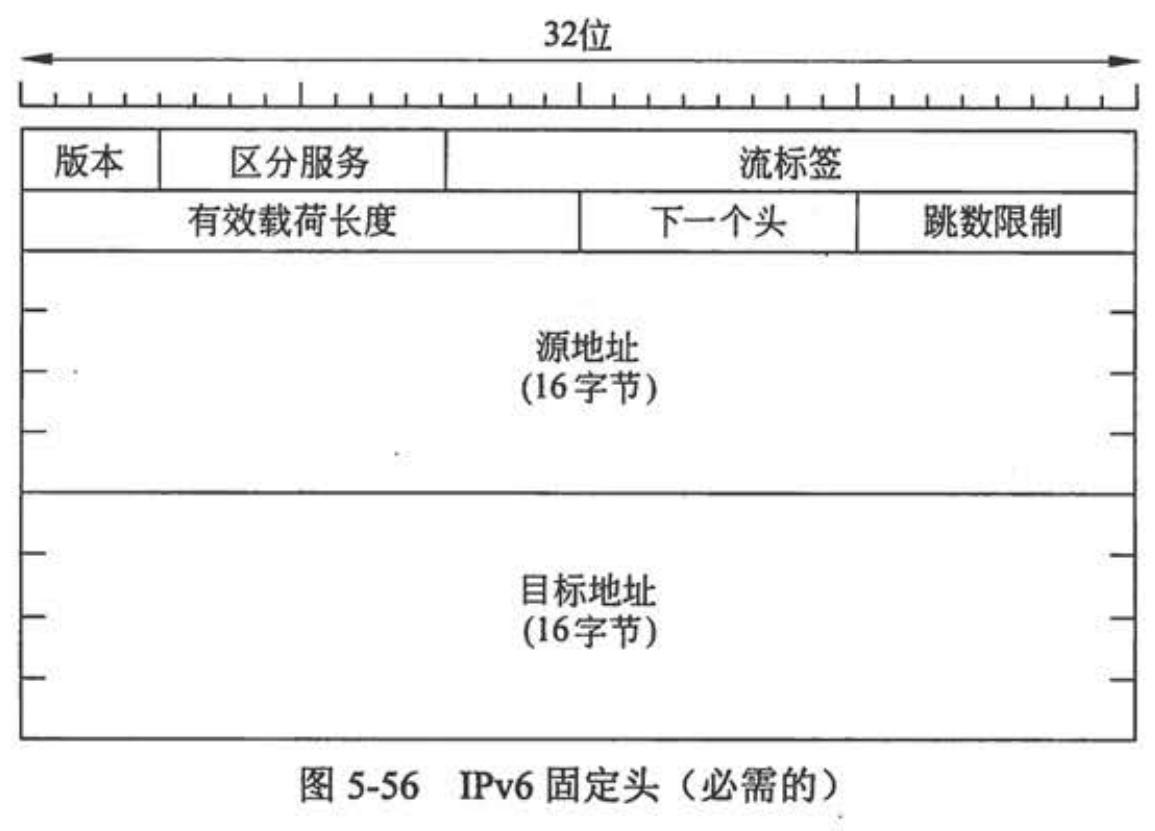 32位
版本 区分服务 流标签
有效载荷长度 下一个头 跳数限制
源地址
(16字节)
目标地址
(16字节)
图 5-56 IPv6 固定头（必需的）